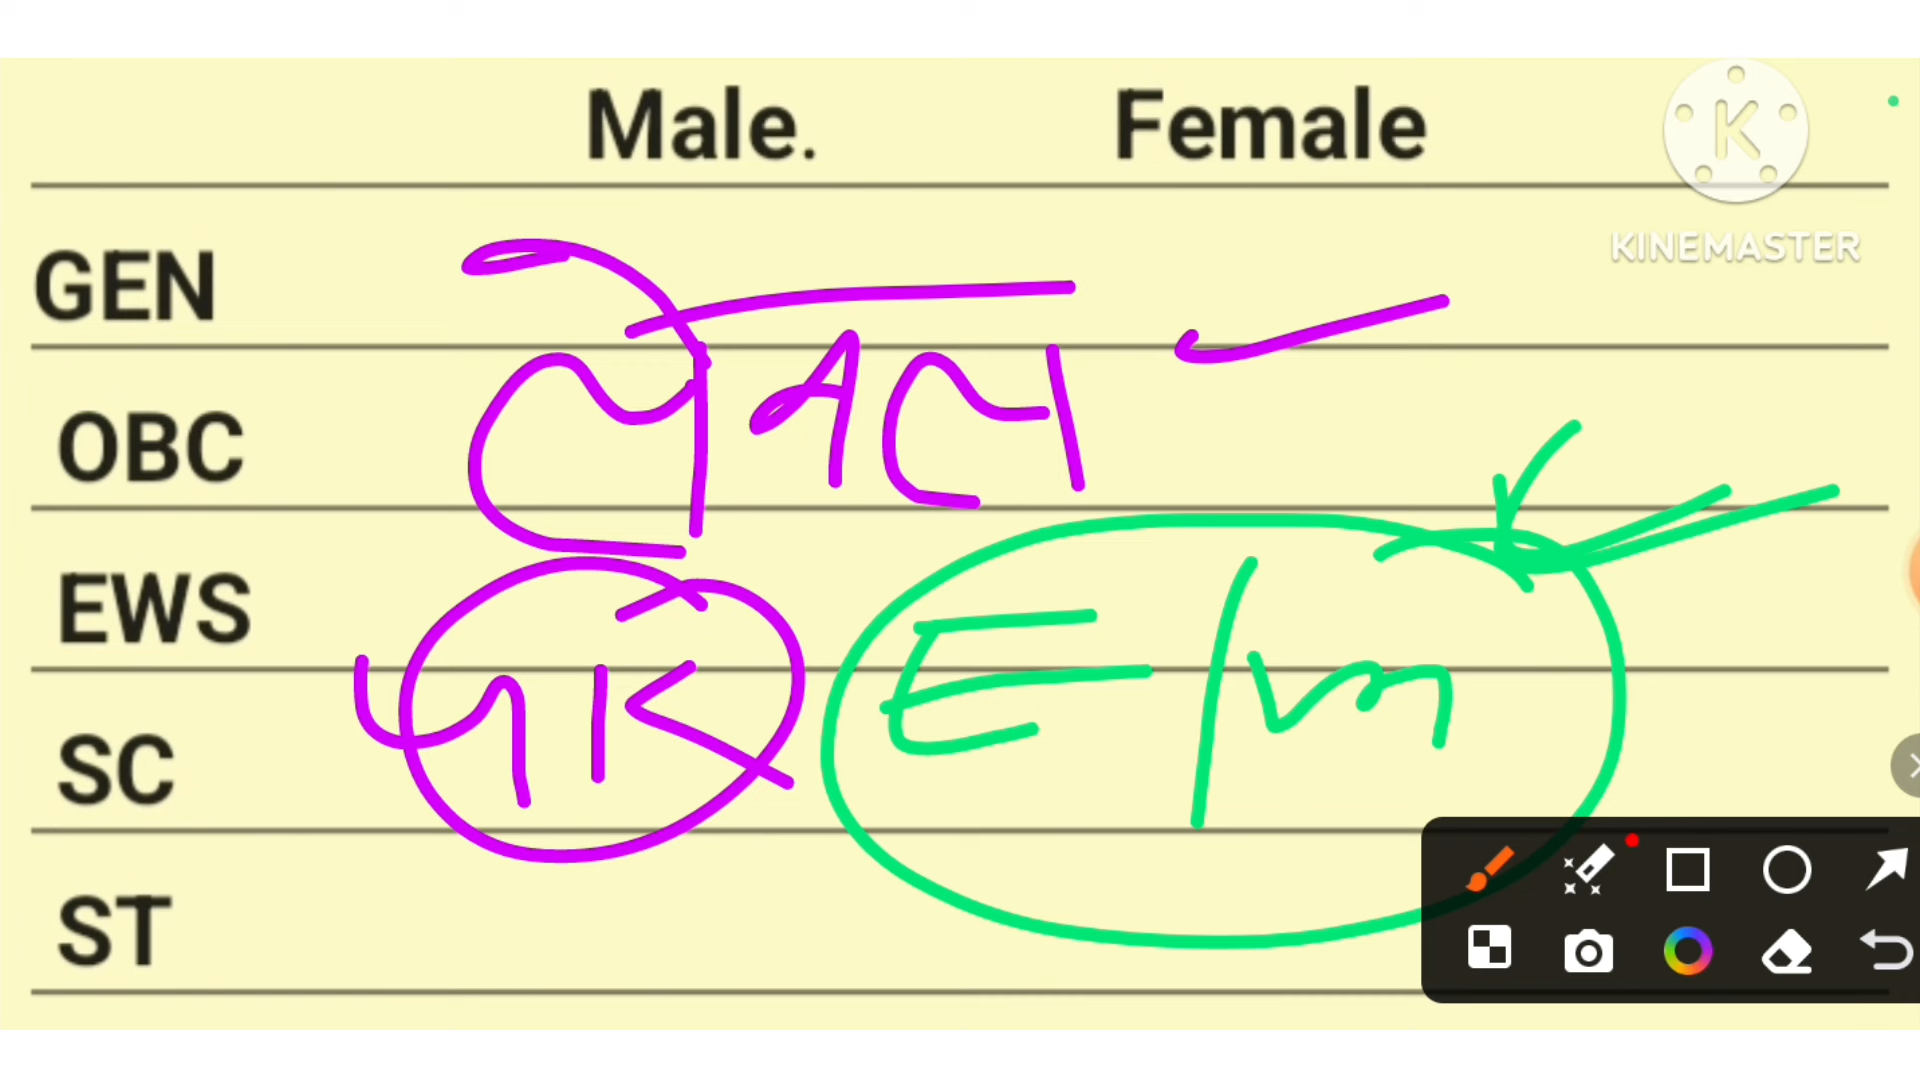 Male. Female
KINEMASTER
GEN
OBC
EWS
SC
ST
E/m